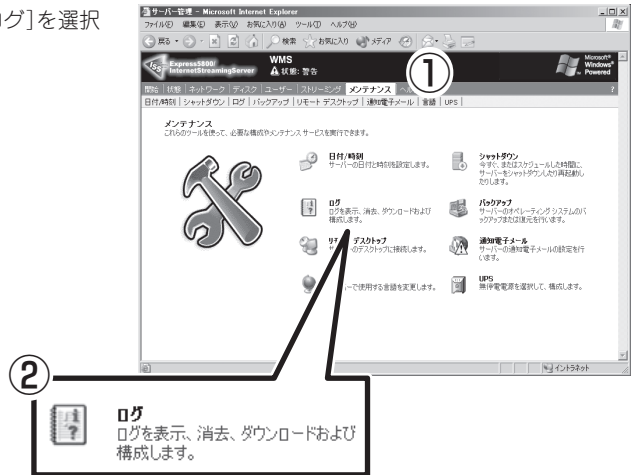 ログ]を選択
サーバー管理 - Microsoft Internet Explorer
ファイル(F) 編集(E) 表示(V) お気に入り(A) ツール(T) ヘルプ(H)
戻る 検索 お気に入り メディア
ISS Express5800/
InternetStreamingServer
WMS
状態: 警告
Microsoft®
Windows®
Powered
①
開始 状態 ネットワーク ディスク ユーザー ストリーミング メンテナンス ?
日付/時刻 シャットダウン ログ バックアップ リモート デスクトップ 通知電子メール 言語 UPS
メンテナンス
これらのツールを使って、必要な構成やメンテナンス サービスを実行できます。
日付/時刻
サーバーの日付と時刻を設定します。
シャットダウン
今すぐ、またはスケジュールした時間に、
サーバーをシャットダウンしたり再起動し
たりします。
ログ
ログを表示、消去、ダウンロードおよび
構成します。
バックアップ
サーバーのオペレーティング システムのバ
ックアップまたは復元を行います。
デスクトップ
のデスクトップに接続します。
通知電子メール
サーバーの通知電子メールの設定を行
います。
ーで使用する言語を変更します。
UPS
無停電電源を選択して、構成します。
イントラネット
②
ログ
ログを表示、消去、ダウンロードおよび
構成します。